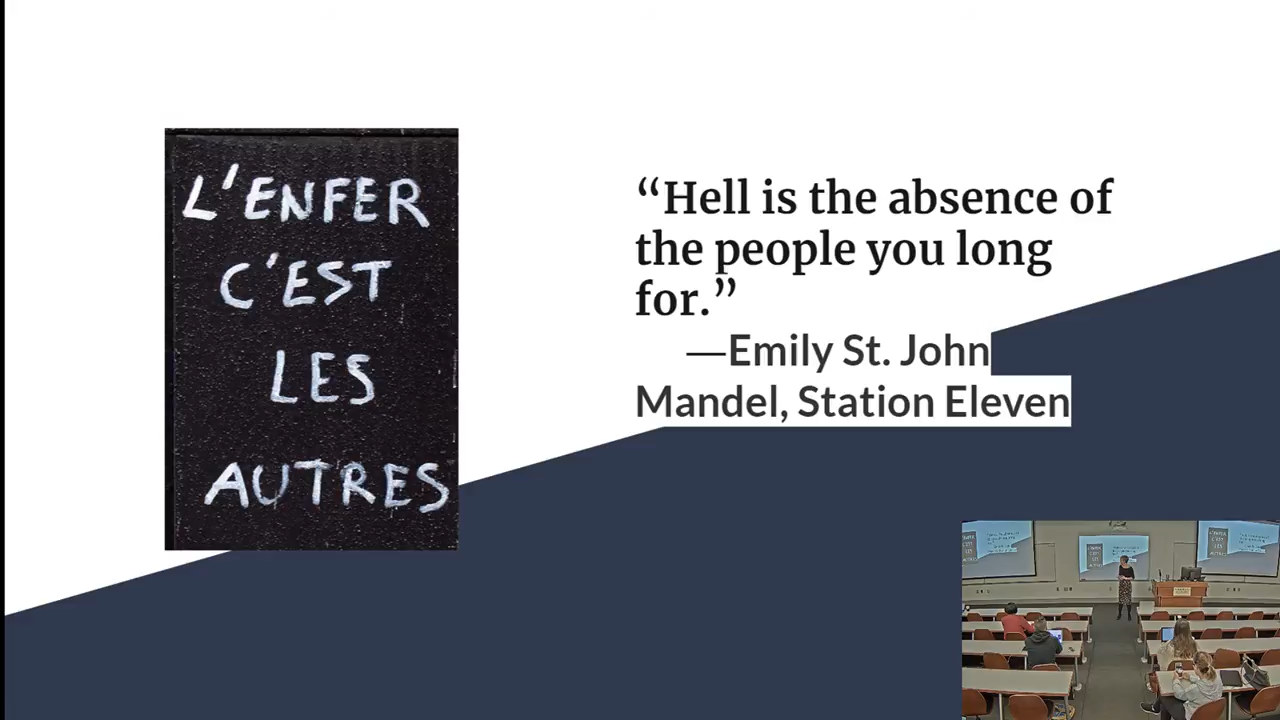 L'ENFER
C'EST
LES
AUTRES
“Hell is the absence of
the people you long
for.”
—Emily St. John
Mandel, Station Eleven